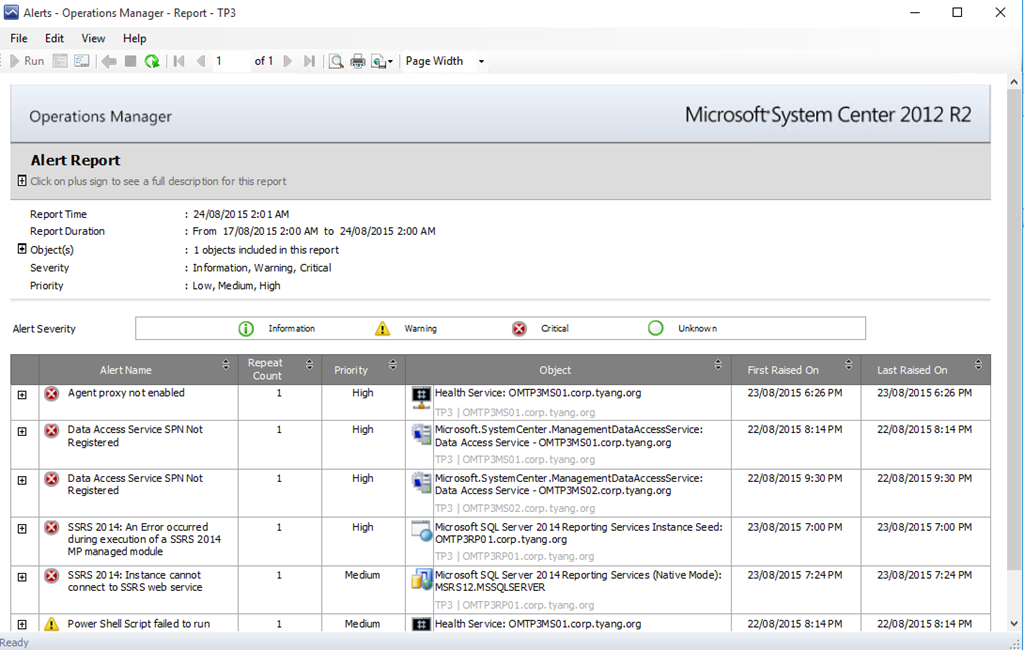 Alerts - Operations Manager - Report - TP3
File Edit View Help
Run 1 of 1 Page Width
Operations Manager Microsoft System Center 2012 R2
Alert Report
Click on plus sign to see a full description for this report
Report Time : 24/08/2015 2:01 AM
Report Duration : From 17/08/2015 2:00 AM to 24/08/2015 2:00 AM
Object(s) : 1 objects included in this report
Severity : Information, Warning, Critical
Priority : Low, Medium, High
Alert Severity Information Warning Critical Unknown
Alert Name Repeat Count Priority Object First Raised On Last Raised On
Agent proxy not enabled 1 High Health Service: OMTP3MS01.corp.tyang.org 23/08/2015 6:26 PM 23/08/2015 6:26 PM
TP3 | OMTP3MS01.corp.tyang.org
Data Access Service SPN Not 1 High Microsoft.SystemCenter.ManagementDataAccessService: 22/08/2015 8:14 PM 22/08/2015 8:14 PM
Registered Data Access Service - OMTP3MS01.corp.tyang.org
TP3 | OMTP3MS01.corp.tyang.org
Data Access Service SPN Not 1 High Microsoft.SystemCenter.ManagementDataAccessService: 22/08/2015 9:30 PM 22/08/2015 9:30 PM
Registered Data Access Service - OMTP3MS02.corp.tyang.org
TP3 | OMTP3MS02.corp.tyang.org
SSRS 2014: An Error occurred 1 High Microsoft SQL Server 2014 Reporting Services Instance Seed: 23/08/2015 7:00 PM 23/08/2015 7:00 PM
during execution of a SSRS 2014 OMTP3RP01.corp.tyang.org
MP managed module TP3 | OMTP3RP01.corp.tyang.org
SSRS 2014: Instance cannot 1 Medium Microsoft SQL Server 2014 Reporting Services (Native Mode): 23/08/2015 7:24 PM 23/08/2015 7:24 PM
connect to SSRS web service MSRS12.MSSQLSERVER
TP3 | OMTP3RP01.corp.tyang.org
Power Shell Script failed to run 1 Medium Health Service: OMTP3MS01.corp.tyang.org 22/08/2015 8:14 PM 22/08/2015 8:14 PM
Ready